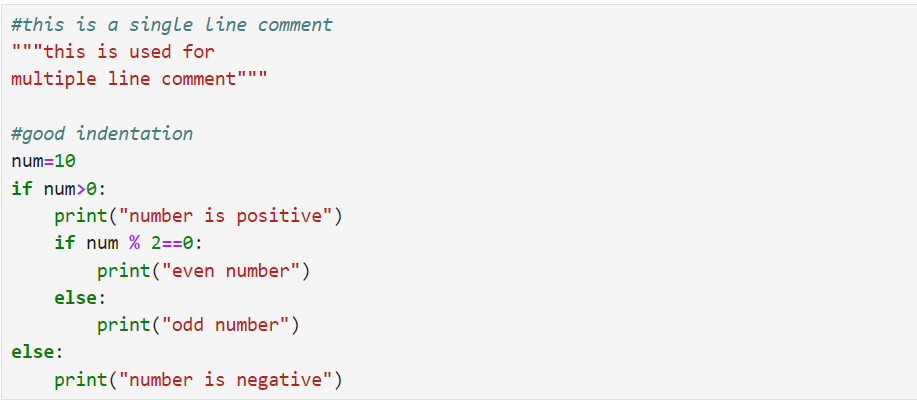 #this is a single line comment
"""this is used for
multiple line comment"""
#good indentation
num=10
if num>0:
    print("number is positive")
    if num % 2==0:
        print("even number")
    else:
        print("odd number")
else:
    print("number is negative")